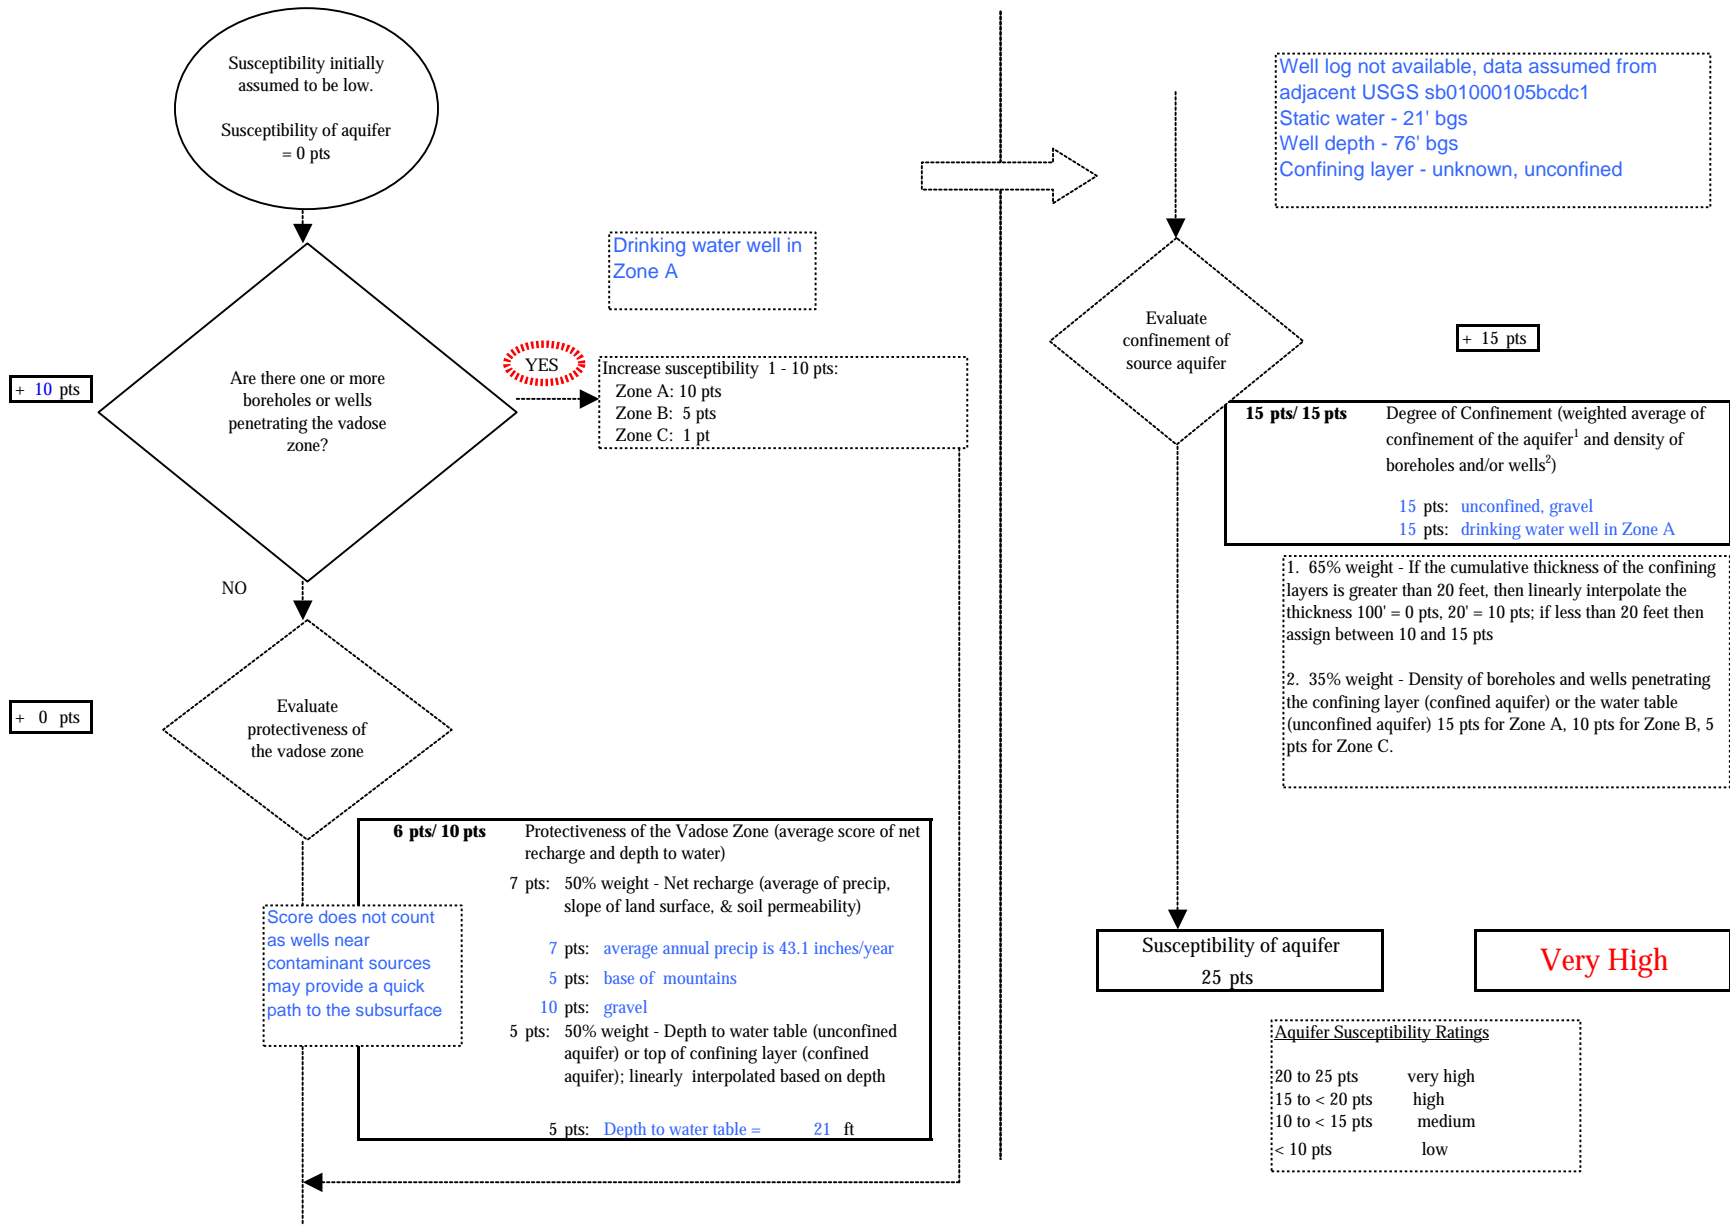 Susceptibility initially
assumed to be low.
Susceptibility of aquifer
= 0 pts
Drinking water well in
Zone A
+ 10 pts
Are there one or more
boreholes or wells
penetrating the vadose
zone?
YES
Increase susceptibility 1 - 10 pts:
Zone A: 10 pts
Zone B: 5 pts
Zone C: 1 pt
NO
+ 0 pts
Evaluate
protectiveness of
the vadose zone
6 pts/ 10 pts Protectiveness of the Vadose Zone (average score of net
recharge and depth to water)
7 pts: 50% weight - Net recharge (average of precip,
slope of land surface, & soil permeability)
7 pts: average annual precip is 43.1 inches/year
5 pts: base of mountains
10 pts: gravel
5 pts: 50% weight - Depth to water table (unconfined
aquifer) or top of confining layer (confined
aquifer); linearly interpolated based on depth
5 pts: Depth to water table = 21 ft
Score does not count
as wells near
contaminant sources
may provide a quick
path to the subsurface
Well log not available, data assumed from
adjacent USGS sb01000105bcdc1
Static water - 21' bgs
Well depth - 76' bgs
Confining layer - unknown, unconfined
Evaluate
confinement of
source aquifer
+ 15 pts
15 pts/ 15 pts Degree of Confinement (weighted average of
confinement of the aquifer1 and density of
boreholes and/or wells2)
15 pts: unconfined, gravel
15 pts: drinking water well in Zone A
1. 65% weight - If the cumulative thickness of the confining
layers is greater than 20 feet, then linearly interpolate the
thickness 100' = 0 pts, 20' = 10 pts; if less than 20 feet then
assign between 10 and 15 pts
2. 35% weight - Density of boreholes and wells penetrating
the confining layer (confined aquifer) or the water table
(unconfined aquifer) 15 pts for Zone A, 10 pts for Zone B, 5
pts for Zone C.
Susceptibility of aquifer
25 pts
Very High
Aquifer Susceptibility Ratings
20 to 25 pts very high
15 to < 20 pts high
10 to < 15 pts medium
< 10 pts low